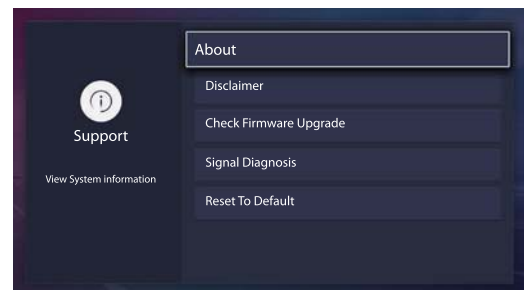 Support
View System information
About
Disclaimer
Check Firmware Upgrade
Signal Diagnosis
Reset To Default